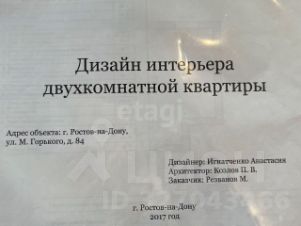 Дизайн интерьера
двухкомнатной квартиры
etagi
Адрес объекта: г. Ростов-на-Дону,
ул. М. Горького, д. 84
Дизайнер: Игнатченко Анастасия
Архитектор: Козлов П. В.
Заказчик: Резванов М.
г. Ростов-на-Дону
2017 год